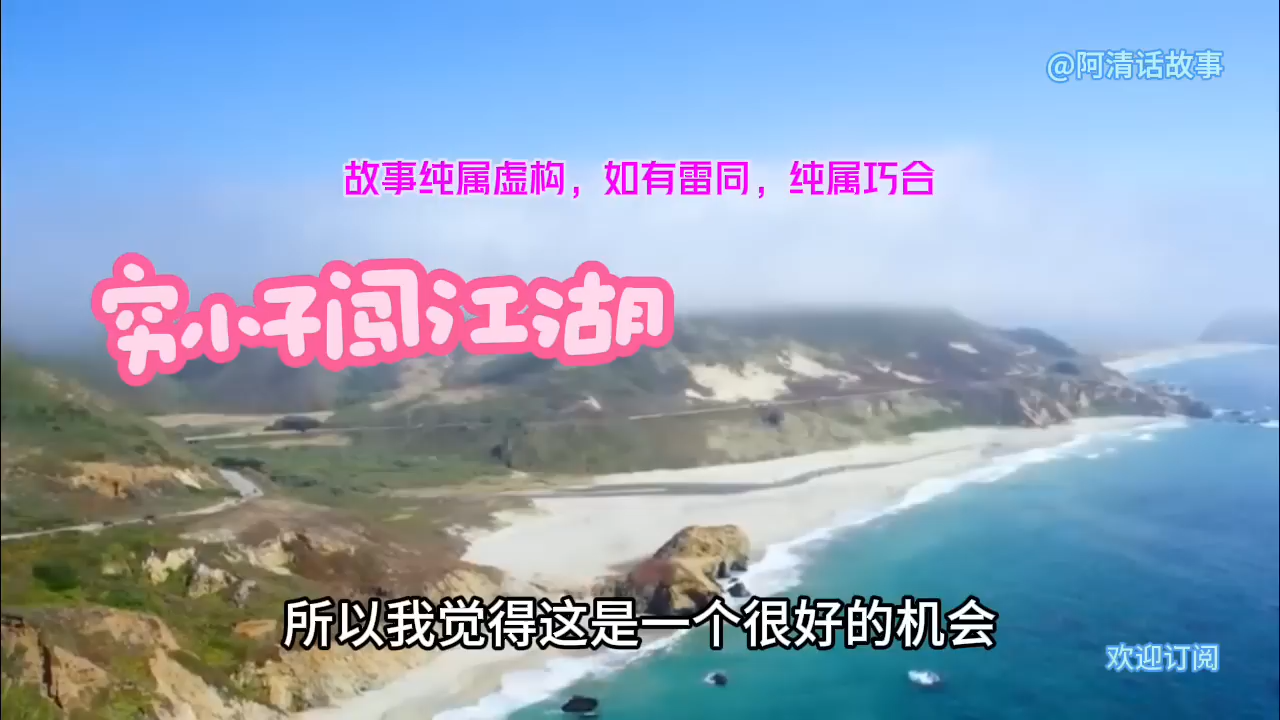 @阿清话故事
故事纯属虚构，如有雷同，纯属巧合
穷小子闯江湖
所以我觉得这是一个很好的机会
欢迎订阅